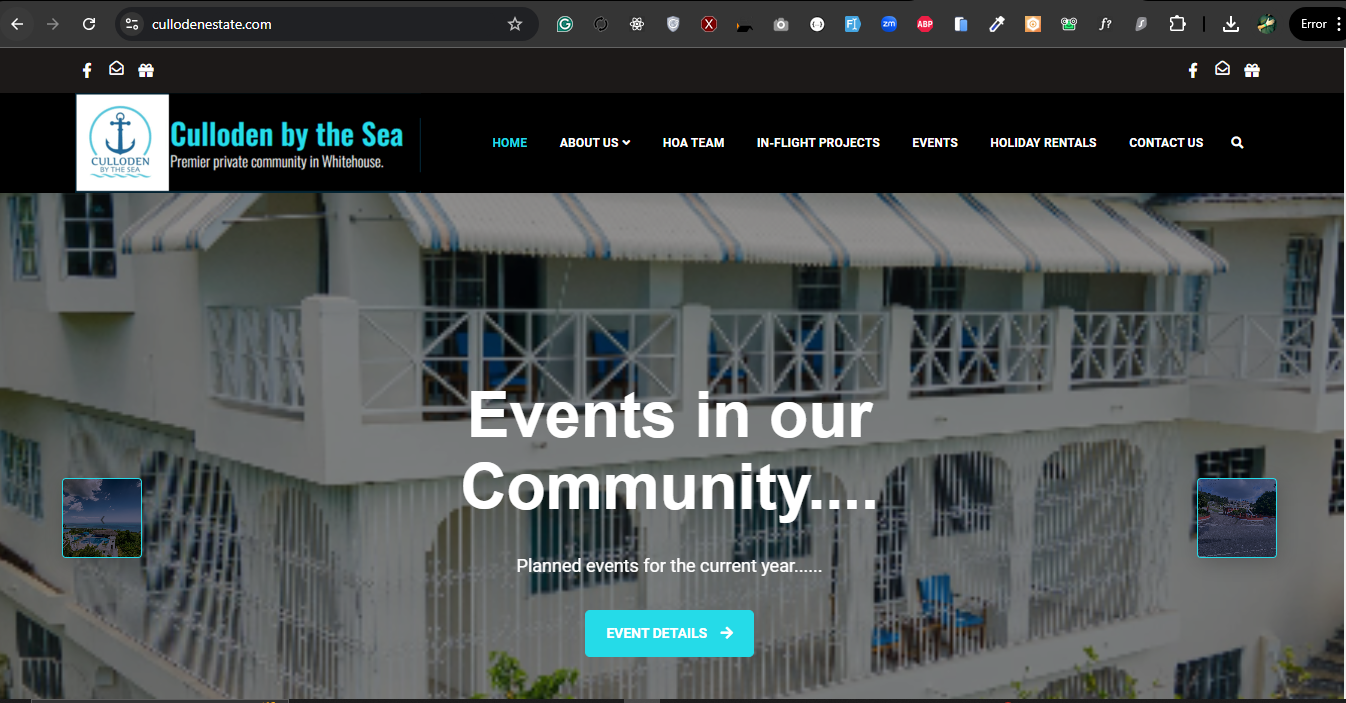 cullodenestate.com
Error
CULLODEN
BY THE SEA
Culloden by the Sea
Premier private community in Whitehouse.
HOME
ABOUT US
HOA TEAM
IN-FLIGHT PROJECTS
EVENTS
HOLIDAY RENTALS
CONTACT US
Events in our
Community....
Planned events for the current year......
EVENT DETAILS